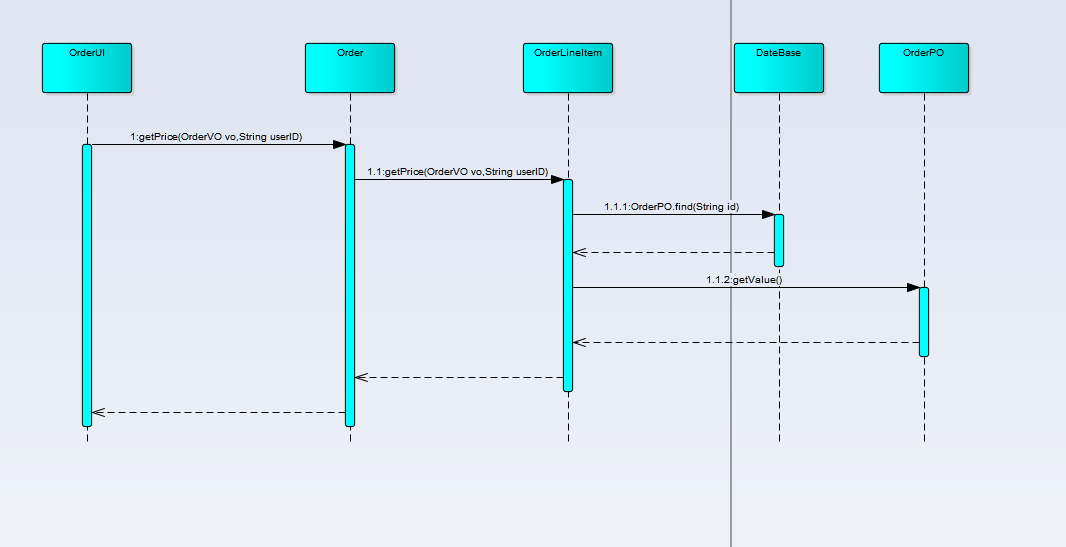 OrderUI
Order
OrderLineItem
DateBase
OrderPO
1:getPrice(OrderVO vo,String userID)
1.1:getPrice(OrderVO vo,String userID)
1.1.1:OrderPO.find(String id)
1.1.2:getValue()